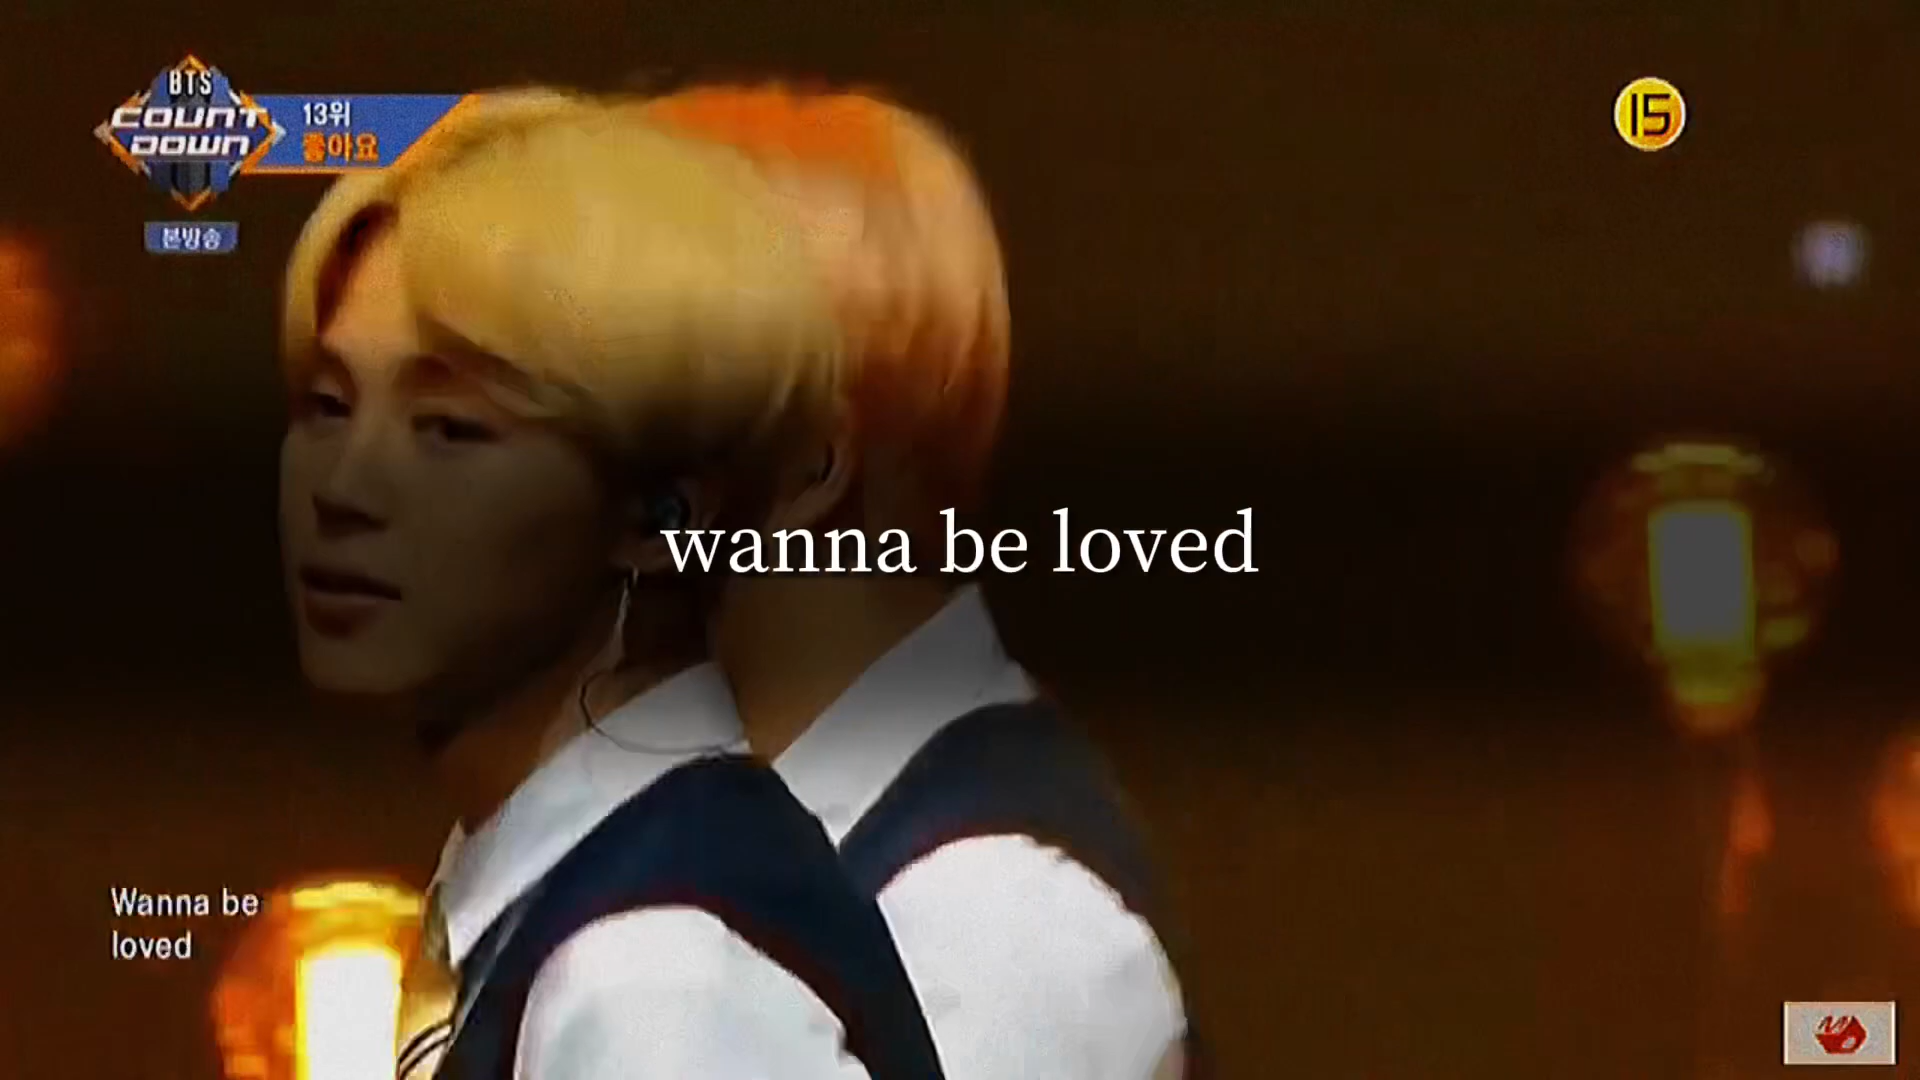 BTS
COUNT
DOWN
13위
좋아요
15
본방송
wanna be loved
Wanna be
loved